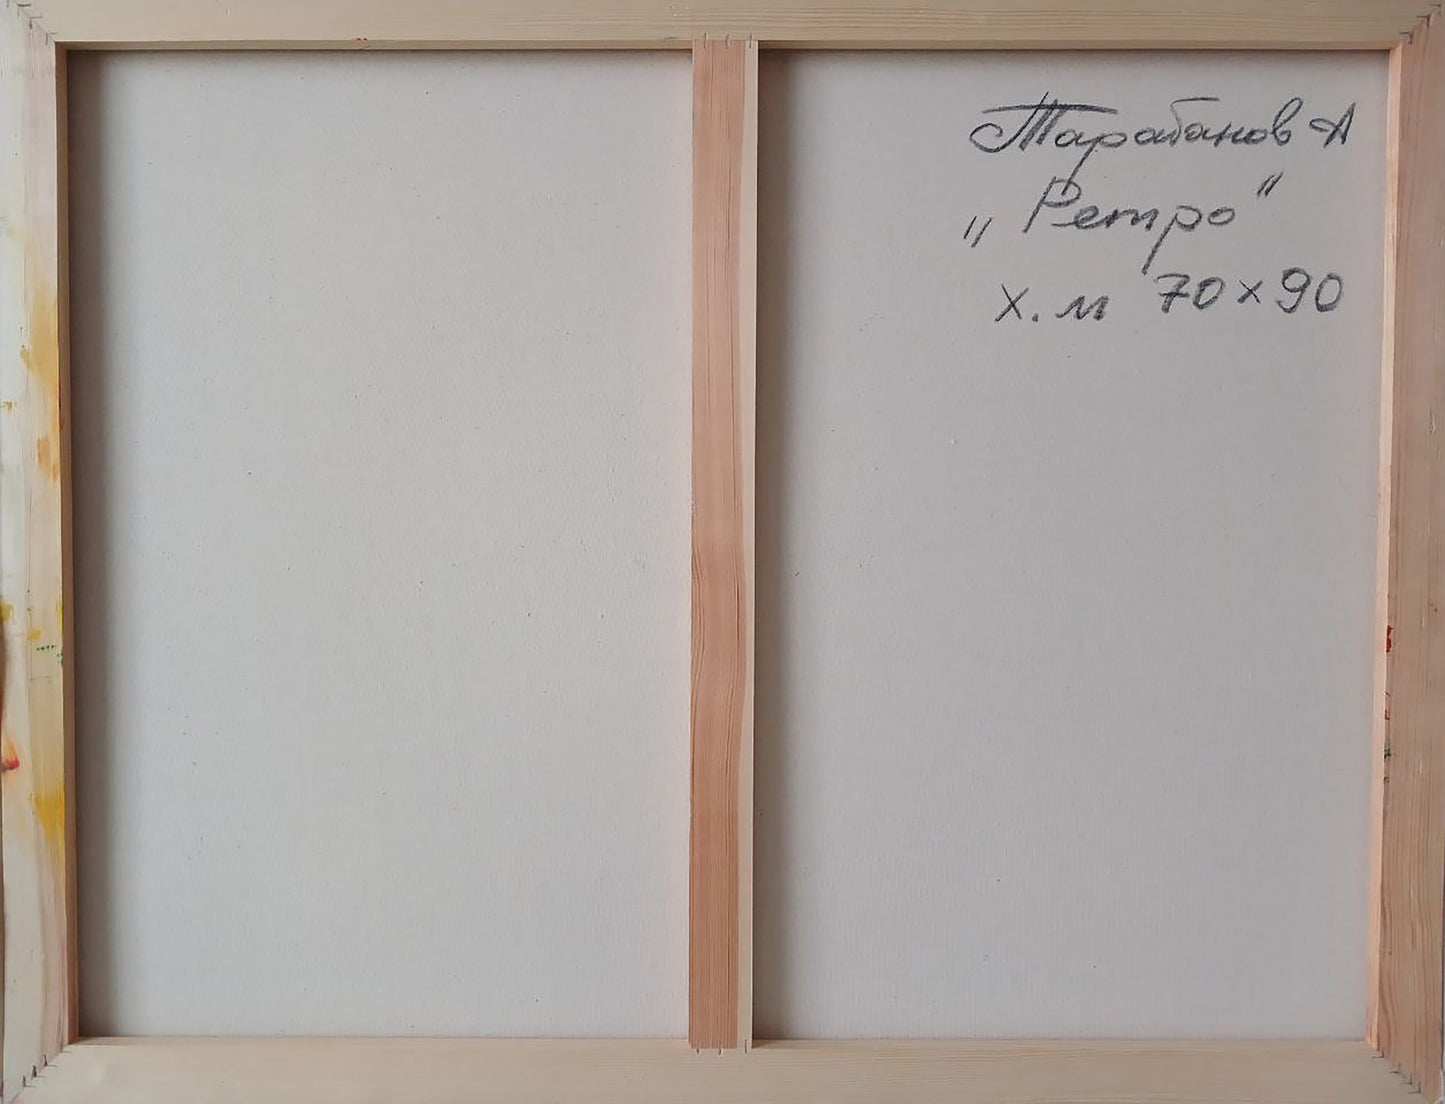 Тарабанов А
„Ретро"
х. м 70×90